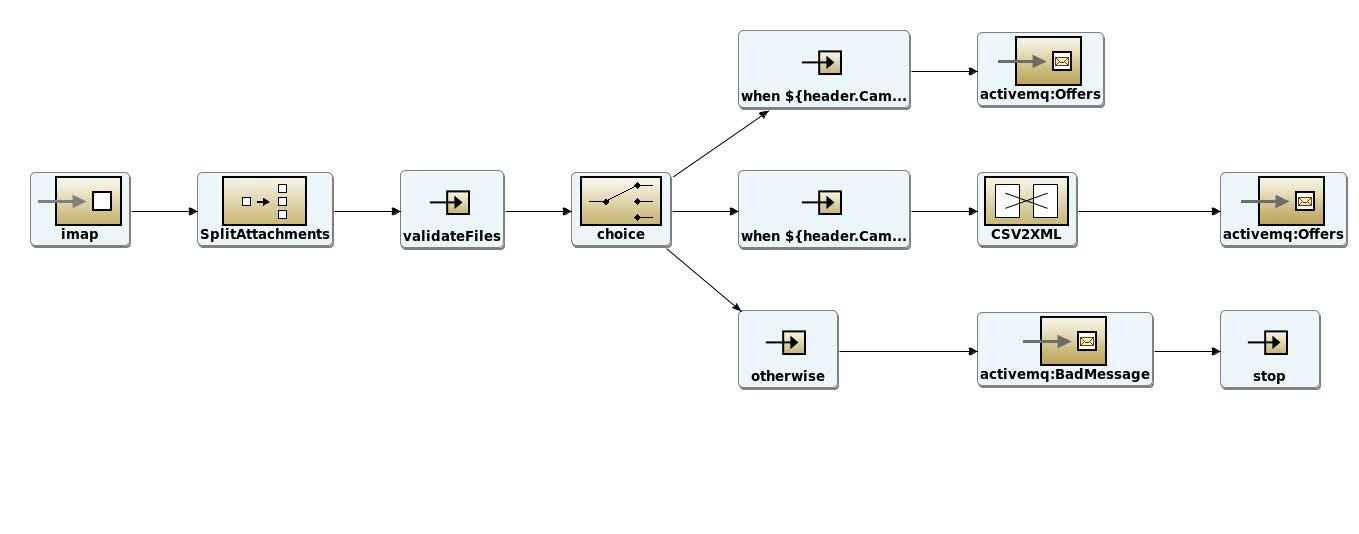 when ${header.Cam...
activemq:Offers
imap
SplitAttachments
validateFiles
choice
when ${header.Cam...
CSV2XML
activemq:Offers
otherwise
activemq:BadMessage
stop